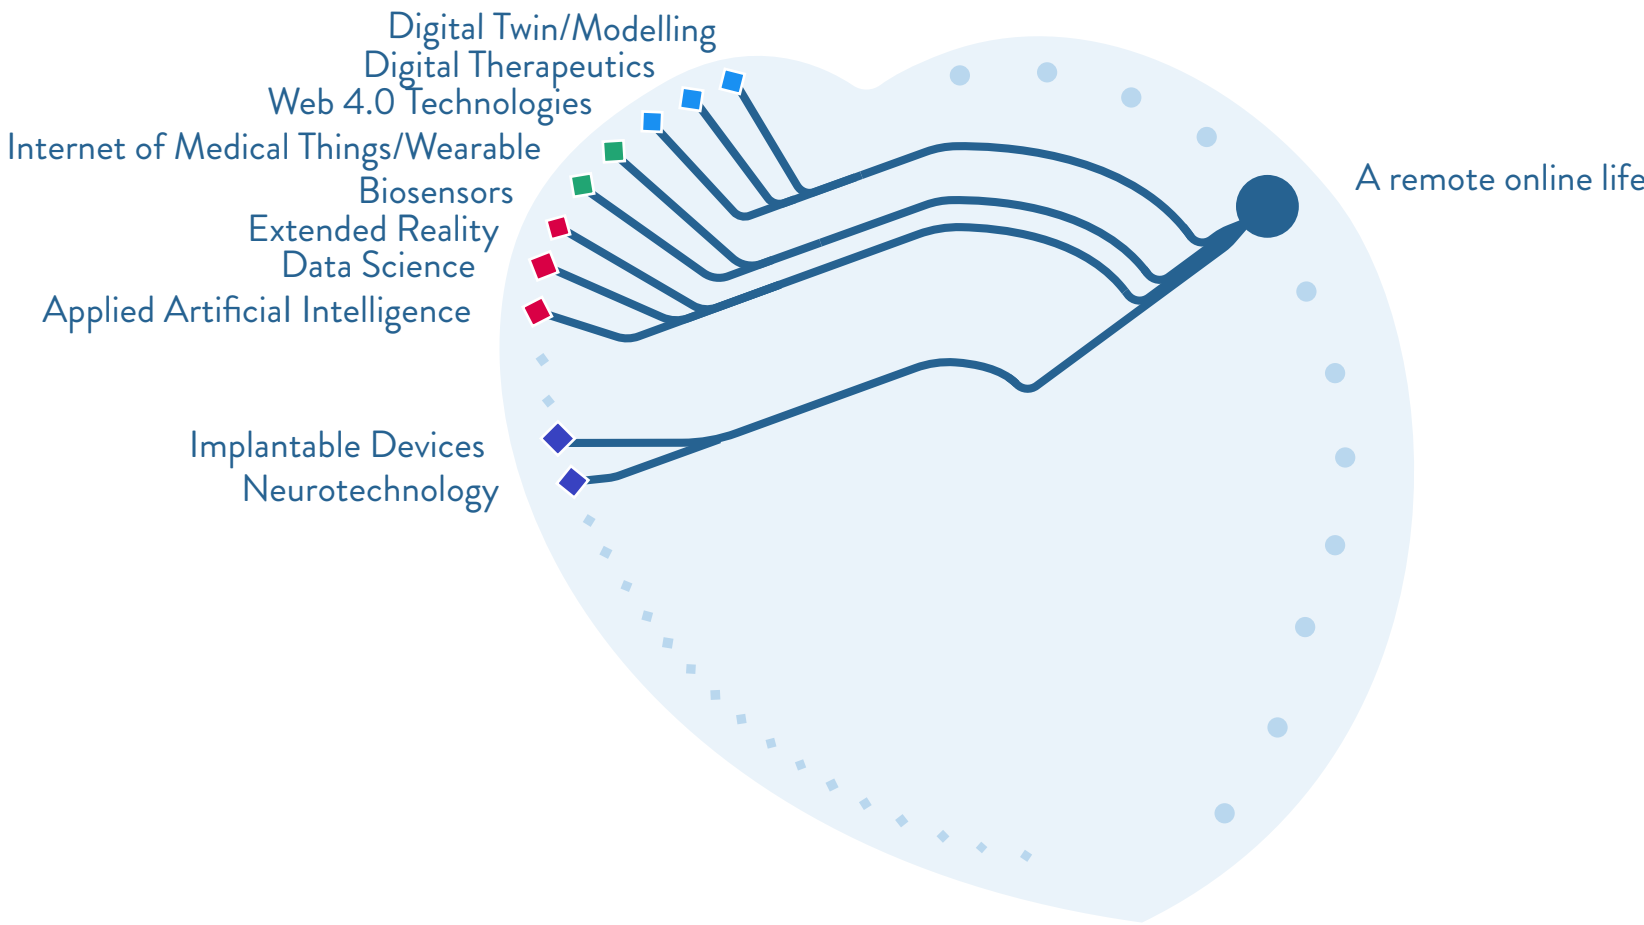 Digital Twin/Modelling
Digital Therapeutics
Web 4.0 Technologies
Internet of Medical Things/Wearable
Biosensors
Extended Reality
Data Science
Applied Artificial Intelligence
Implantable Devices
Neurotechnology
A remote online life